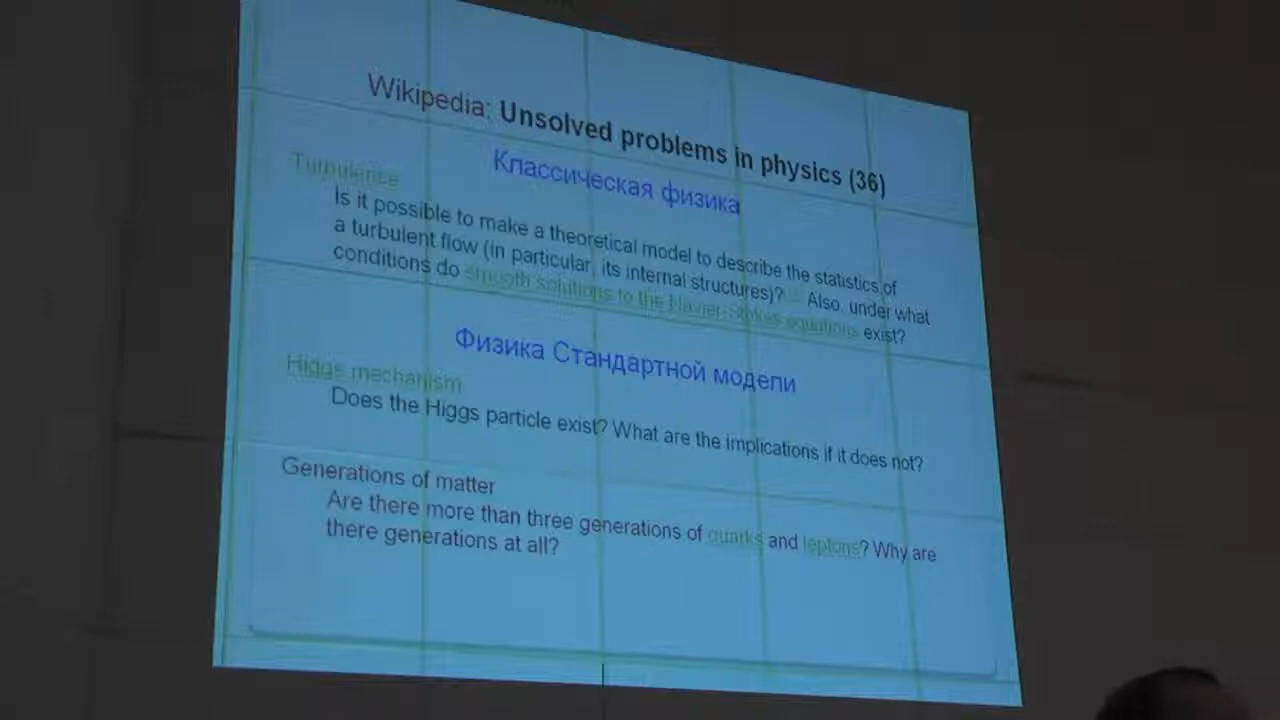 Wikipedia: Unsolved problems in physics (36)
Классическая физика
Turbulence
Is it possible to make a theoretical model to describe the statistics of
a turbulent flow (in particular, its internal structures)? Also, under what
conditions do smooth solutions to the Navier-Stokes equations exist?
Физика Стандартной модели
Higgs mechanism
Does the Higgs particle exist? What are the implications if it does not?
Generations of matter
Are there more than three generations of quarks and leptons? Why are
there generations at all?